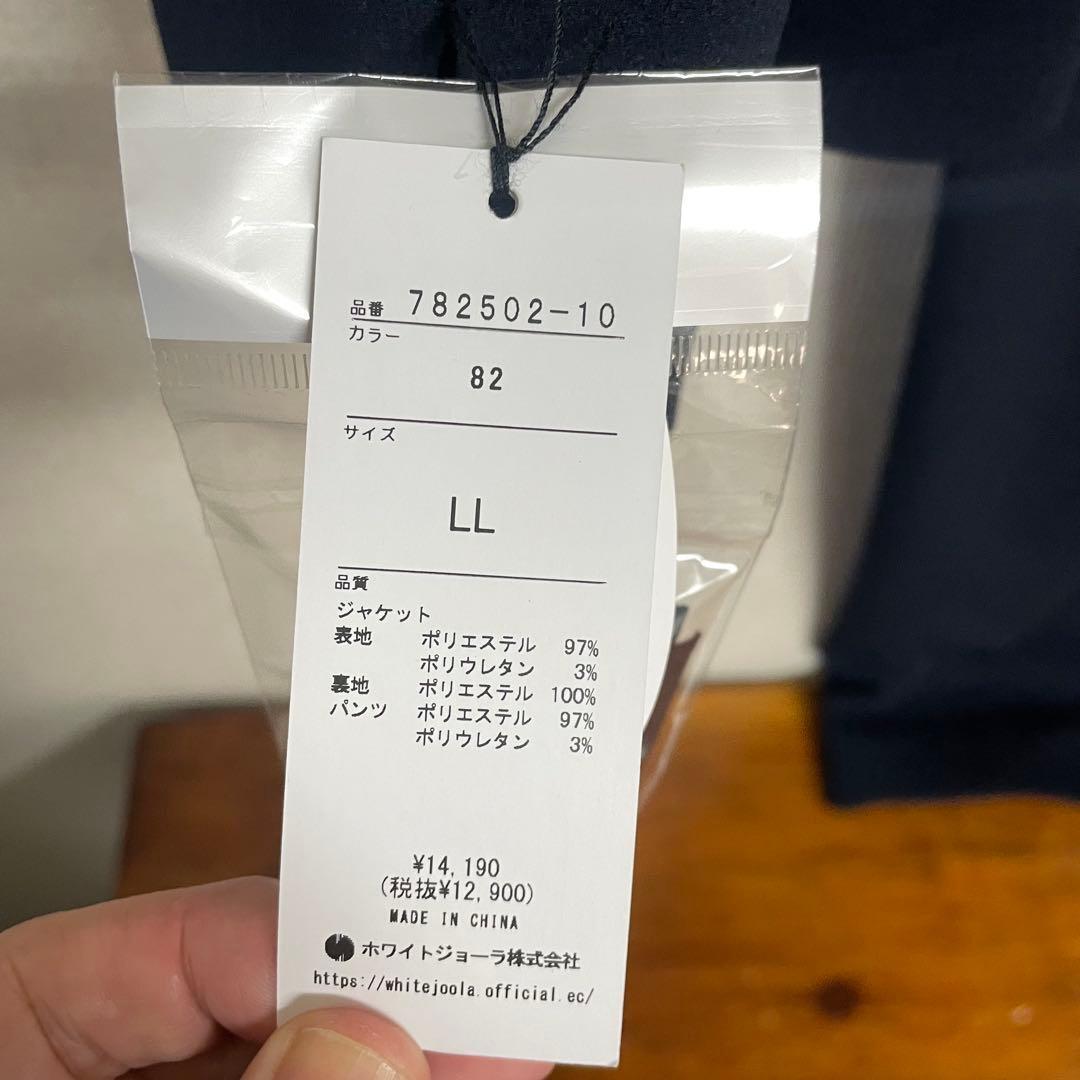 品番 782502-10
カラー
82
サイズ
LL
品質
ジャケット
表地 ポリエステル 97%
ポリウレタン 3%
裏地 ポリエステル 100%
パンツ ポリエステル 97%
ポリウレタン 3%
¥14,190
(税抜¥12,900)
MADE IN CHINA
ホワイトジョーラ株式会社
https://whitejoola.official.ec/